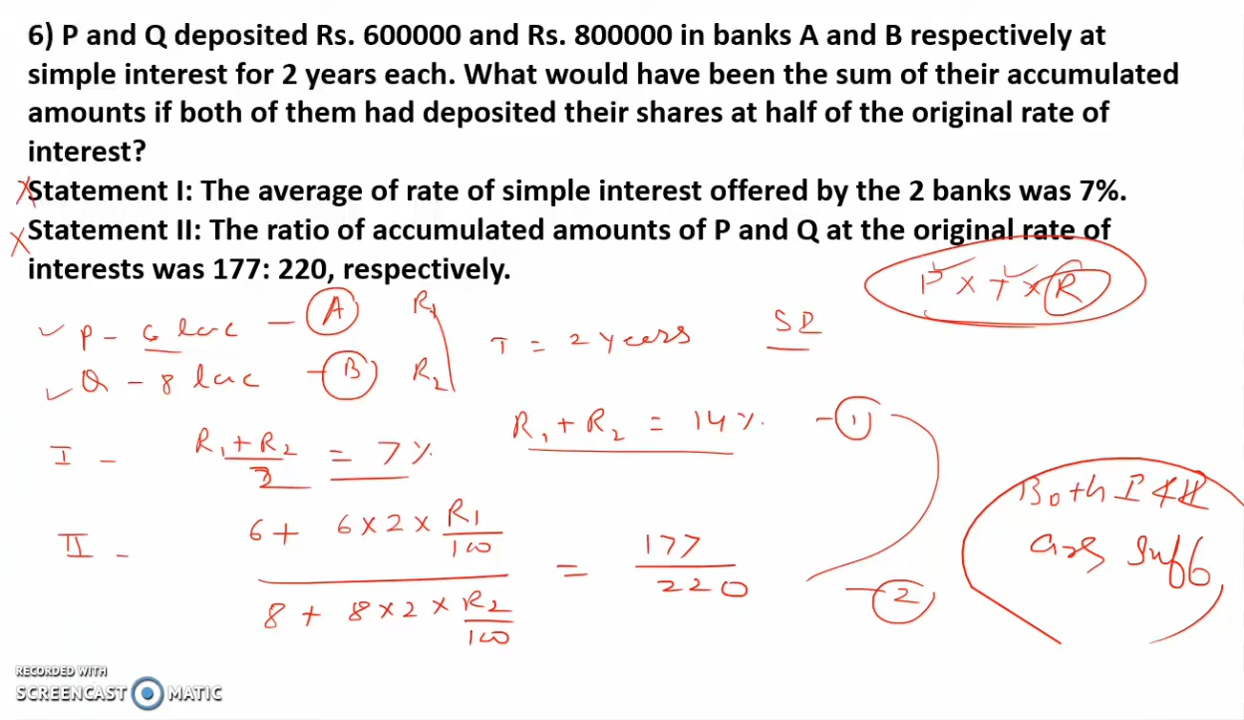 6) P and Q deposited Rs. 600000 and Rs. 800000 in banks A and B respectively at
simple interest for 2 years each. What would have been the sum of their accumulated
amounts if both of them had deposited their shares at half of the original rate of
interest?
Statement I: The average of rate of simple interest offered by the 2 banks was 7%.
Statement II: The ratio of accumulated amounts of P and Q at the original rate of
interests was 177: 220, respectively.
P × T × R
P - 6 lac - A R1
T = 2 years
Q - 8 lac - B R2
I - R1 + R2 = 7 %
R1 + R2 = 14 % - 1
II -
6 + 6 × 2 × R1/100
8 + 8 × 2 × R2/100
= 177/220 - 2
Both I & II
RECORDED WITH
SCREENCAST MATIC